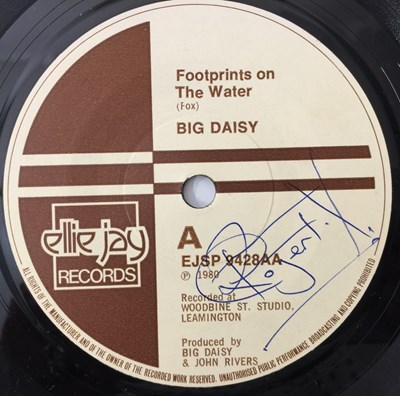 Footprints on
The Water
(Fox)
BIG DAISY
ellie jay
RECORDS
A
EJSP 9428AA
℗ 1980
Robert
Recorded at
WOODBINE ST. STUDIO,
LEAMINGTON
Produced by
BIG DAISY
& JOHN RIVERS
ALL RIGHTS OF THE MANUFACTURER AND OF THE OWNER OF THE RECORDED WORK RESERVED. UNAUTHORISED PUBLIC PERFORMANCE, BROADCASTING AND COPYING PROHIBITED